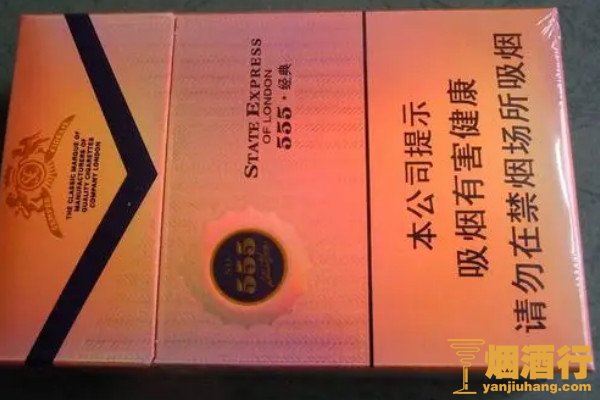 THE CLASSIC MARQUE OF
MANUFACTURERS OF
QUALITY CIGARETTES
COMPANY LONDON
STATE EXPRESS
OF LONDON
555·经典
555
本公司提示
吸烟有害健康
请勿在禁烟场所吸烟
烟酒行
yanjiuhang.com